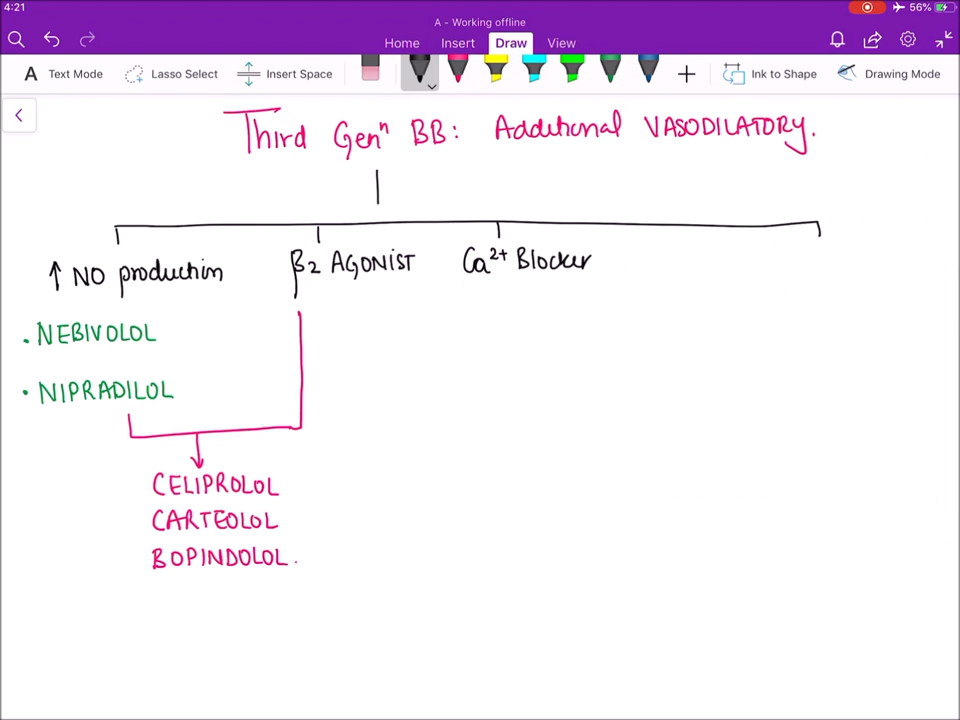 4:21
56%
A - Working offline
Home Insert Draw View
Text Mode Lasso Select Insert Space Ink to Shape Drawing Mode
Third Genⁿ BB: Additional VASODILATORY.
↑ NO production β2 AGONIST Ca²⁺ Blocker
. NEBIVOLOL
· NIPRADILOL
CELIPROLOL
CARTEOLOL
BOPINDOLOL.